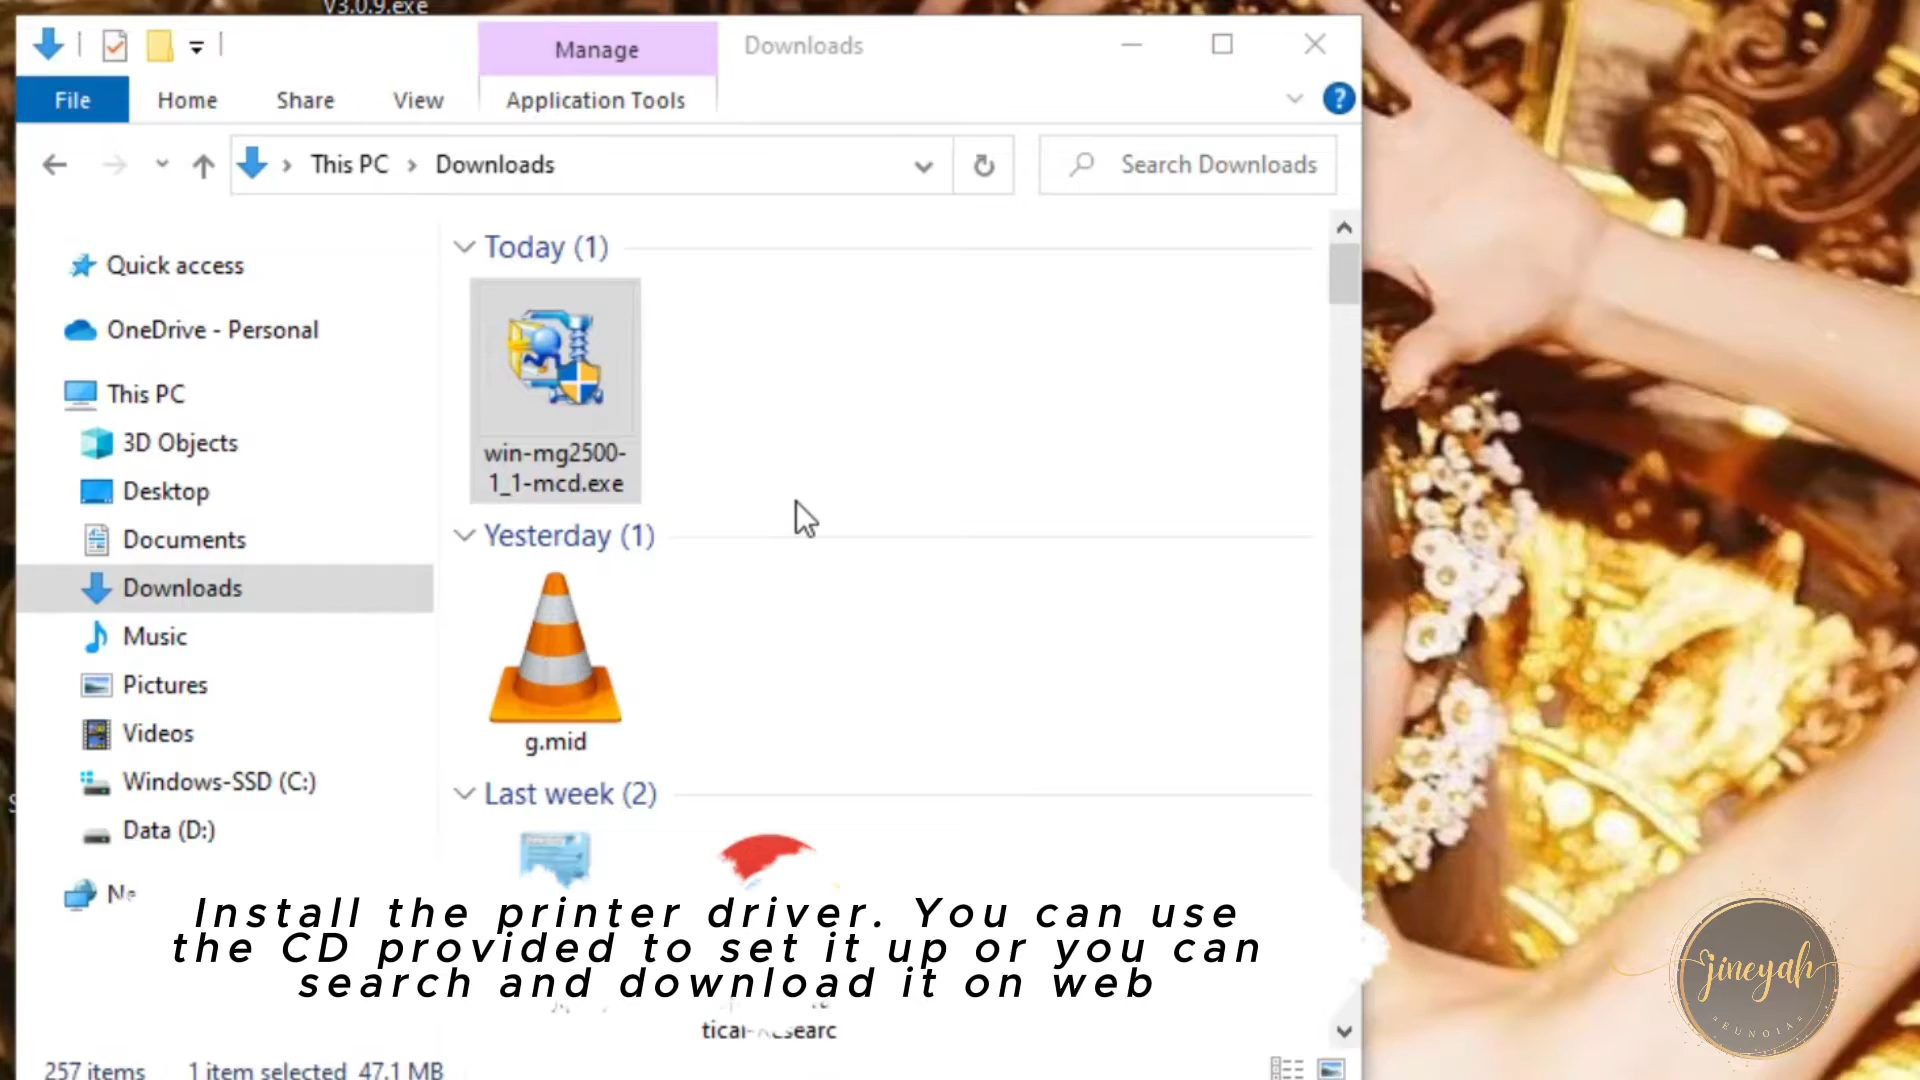 V3.0.9.exe
Manage
Downloads
File
Home
Share
View
Application Tools
This PC
Downloads
Search Downloads
Quick access
OneDrive - Personal
This PC
3D Objects
Desktop
Documents
Downloads
Music
Pictures
Videos
Windows-SSD (C:)
Data (D:)
Today (1)
win-mg2500-
1_1-mcd.exe
Yesterday (1)
g.mid
Last week (2)
Install the printer driver. You can use
the CD provided to set it up or you can
search and download it on web
257 items
1 item selected 47.1 MB
jineyah
EUNOIA